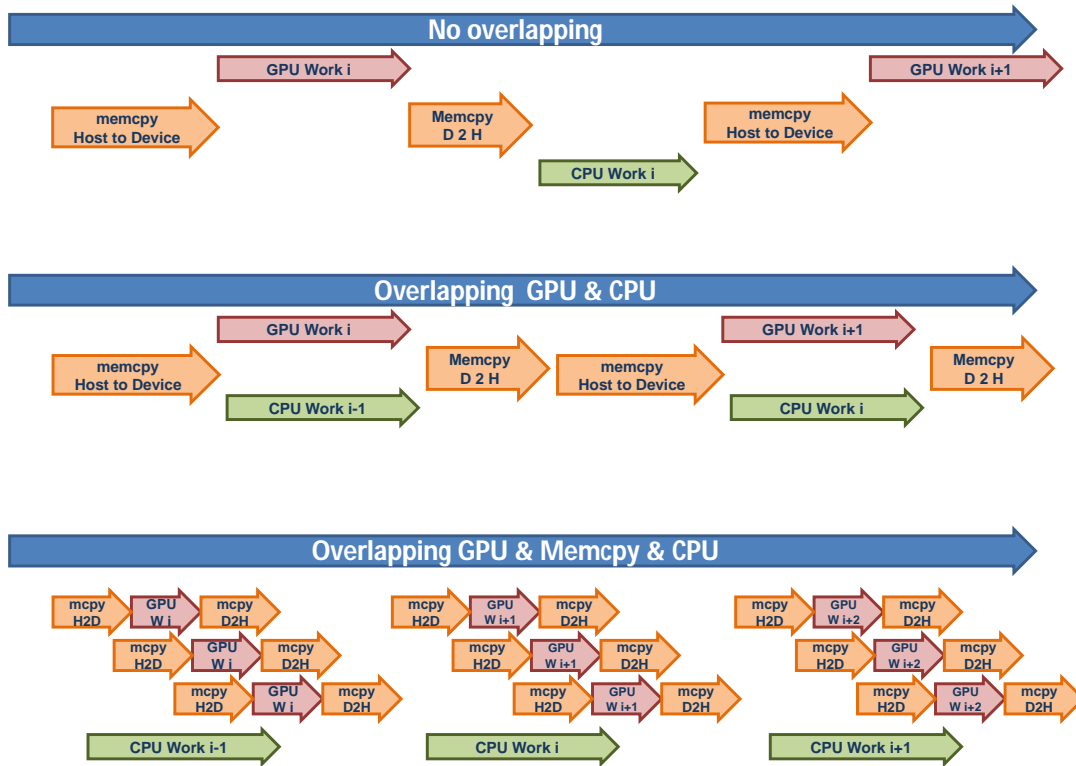 No overlapping
GPU Work i
GPU Work i+1
memcpy
Host to Device
Memcpy
D 2 H
memcpy
Host to Device
CPU Work i
Overlapping GPU & CPU
GPU Work i
GPU Work i+1
memcpy
Host to Device
Memcpy
D 2 H
memcpy
Host to Device
Memcpy
D 2 H
CPU Work i-1
CPU Work i
Overlapping GPU & Memcpy & CPU
mcpy
H2D
GPU
W i
mcpy
D2H
mcpy
H2D
GPU
W i+1
mcpy
D2H
mcpy
H2D
GPU
W i+2
mcpy
D2H
mcpy
H2D
GPU
W i
mcpy
D2H
mcpy
H2D
GPU
W i+1
mcpy
D2H
mcpy
H2D
GPU
W i+2
mcpy
D2H
mcpy
H2D
GPU
W i
mcpy
D2H
mcpy
H2D
GPU
W i+1
mcpy
D2H
mcpy
H2D
GPU
W i+2
mcpy
D2H
CPU Work i-1
CPU Work i
CPU Work i+1